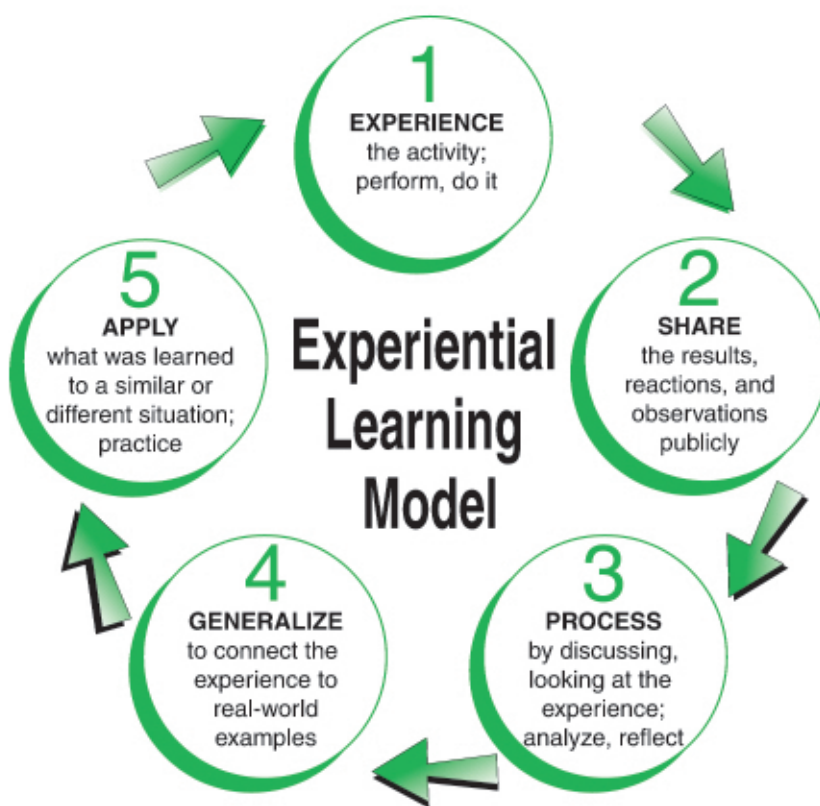 1
EXPERIENCE
the activity;
perform, do it
2
SHARE
the results,
reactions, and
observations
publicly
3
PROCESS
by discussing,
looking at the
experience;
analyze, reflect
4
GENERALIZE
to connect the
experience to
real-world
examples
5
APPLY
what was learned
to a similar or
different situation;
practice
Experiential
Learning
Model